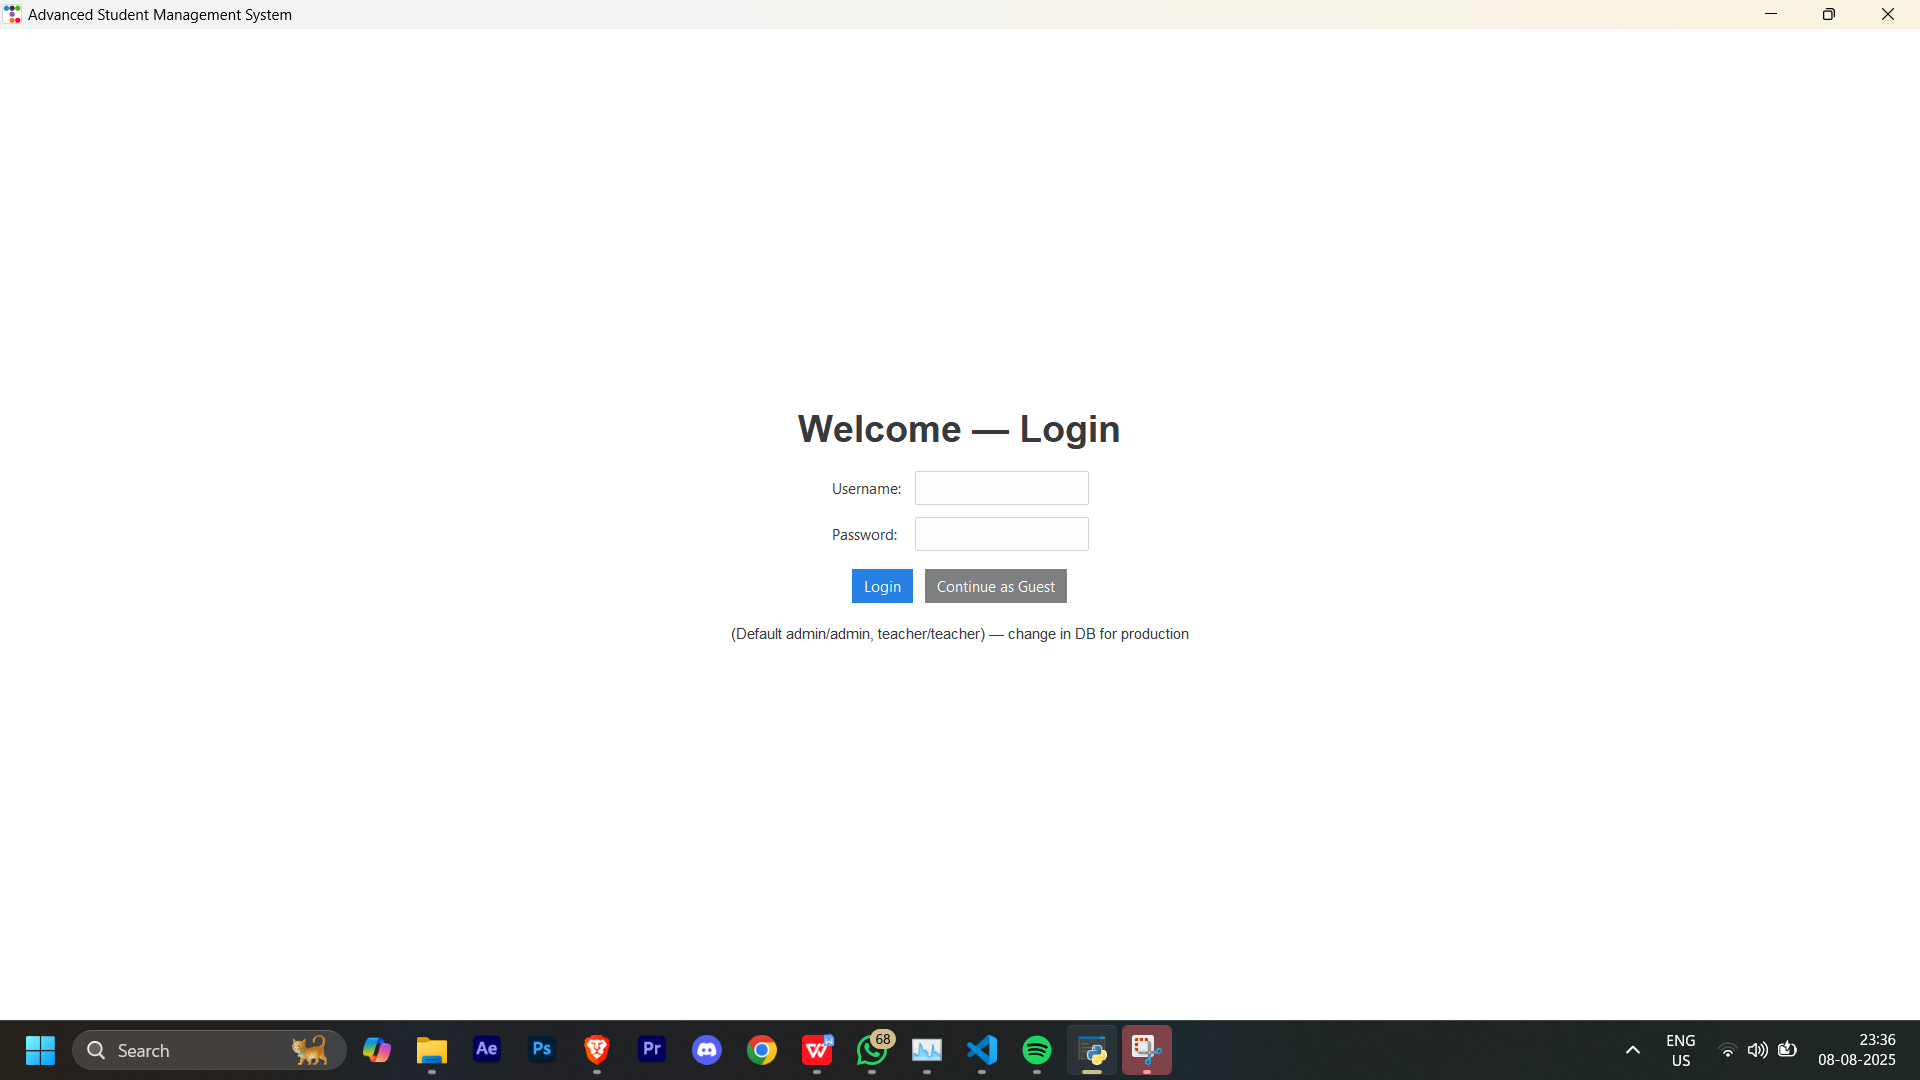 Advanced Student Management System
Welcome — Login
Username:
Password:
Login Continue as Guest
(Default admin/admin, teacher/teacher) — change in DB for production
Search
Ae
Ps
Pr
W
68
ENG
US
23:36
08-08-2025